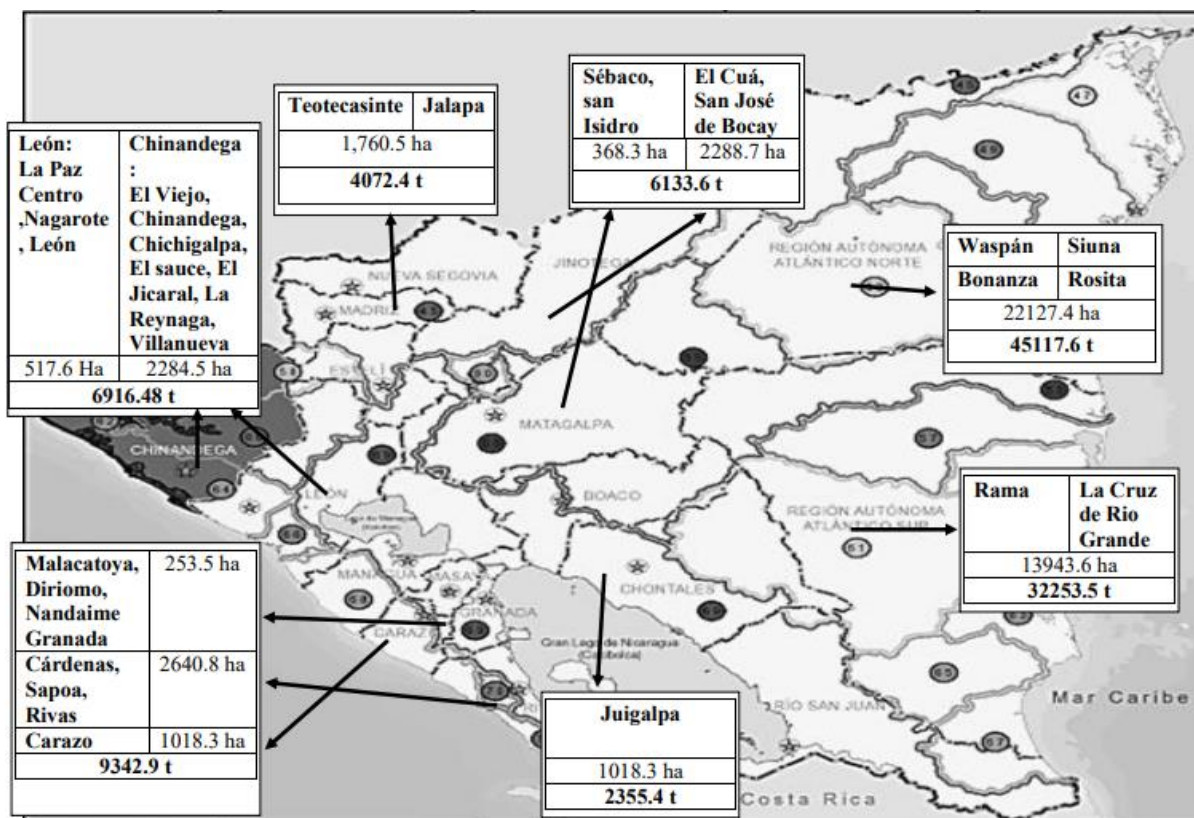 Teotecasinte
Jalapa
1,760.5 ha
4072.4 t
Sébaco,
san
Isidro
El Cuá,
San José
de Bocay
368.3 ha
2288.7 ha
6133.6 t
León:
La Paz
Centro
,Nagarote
, León
Chinandega
:
El Viejo,
Chinandega,
Chichigalpa,
El sauce, El
Jicaral, La
Reynaga,
Villanueva
517.6 Ha
2284.5 ha
6916.48 t
Waspán
Siuna
Bonanza
Rosita
22127.4 ha
45117.6 t
Rama
La Cruz
de Rio
Grande
13943.6 ha
32253.5 t
Malacatoya,
Diriomo,
Nandaime
Granada
253.5 ha
Cárdenas,
Sapoa,
Rivas
2640.8 ha
Carazo
1018.3 ha
9342.9 t
Juigalpa
1018.3 ha
2355.4 t
NUEVA SEGOVIA
JINOTEGA
MADRIZ
ESTELÍ
REGIÓN AUTÓNOMA
ATLÁNTICO NORTE
MATAGALPA
CHINANDEGA
LEÓN
BOACO
REGIÓN AUTÓNOMA
ATLÁNTICO SUR
MANAGUA
MASAYA
GRANADA
CARAZO
CHONTALES
Gran Lago de Nicaragua
(Cocibolca)
RÍO SAN JUAN
Mar Caribe
Costa Rica
47
61
65
67